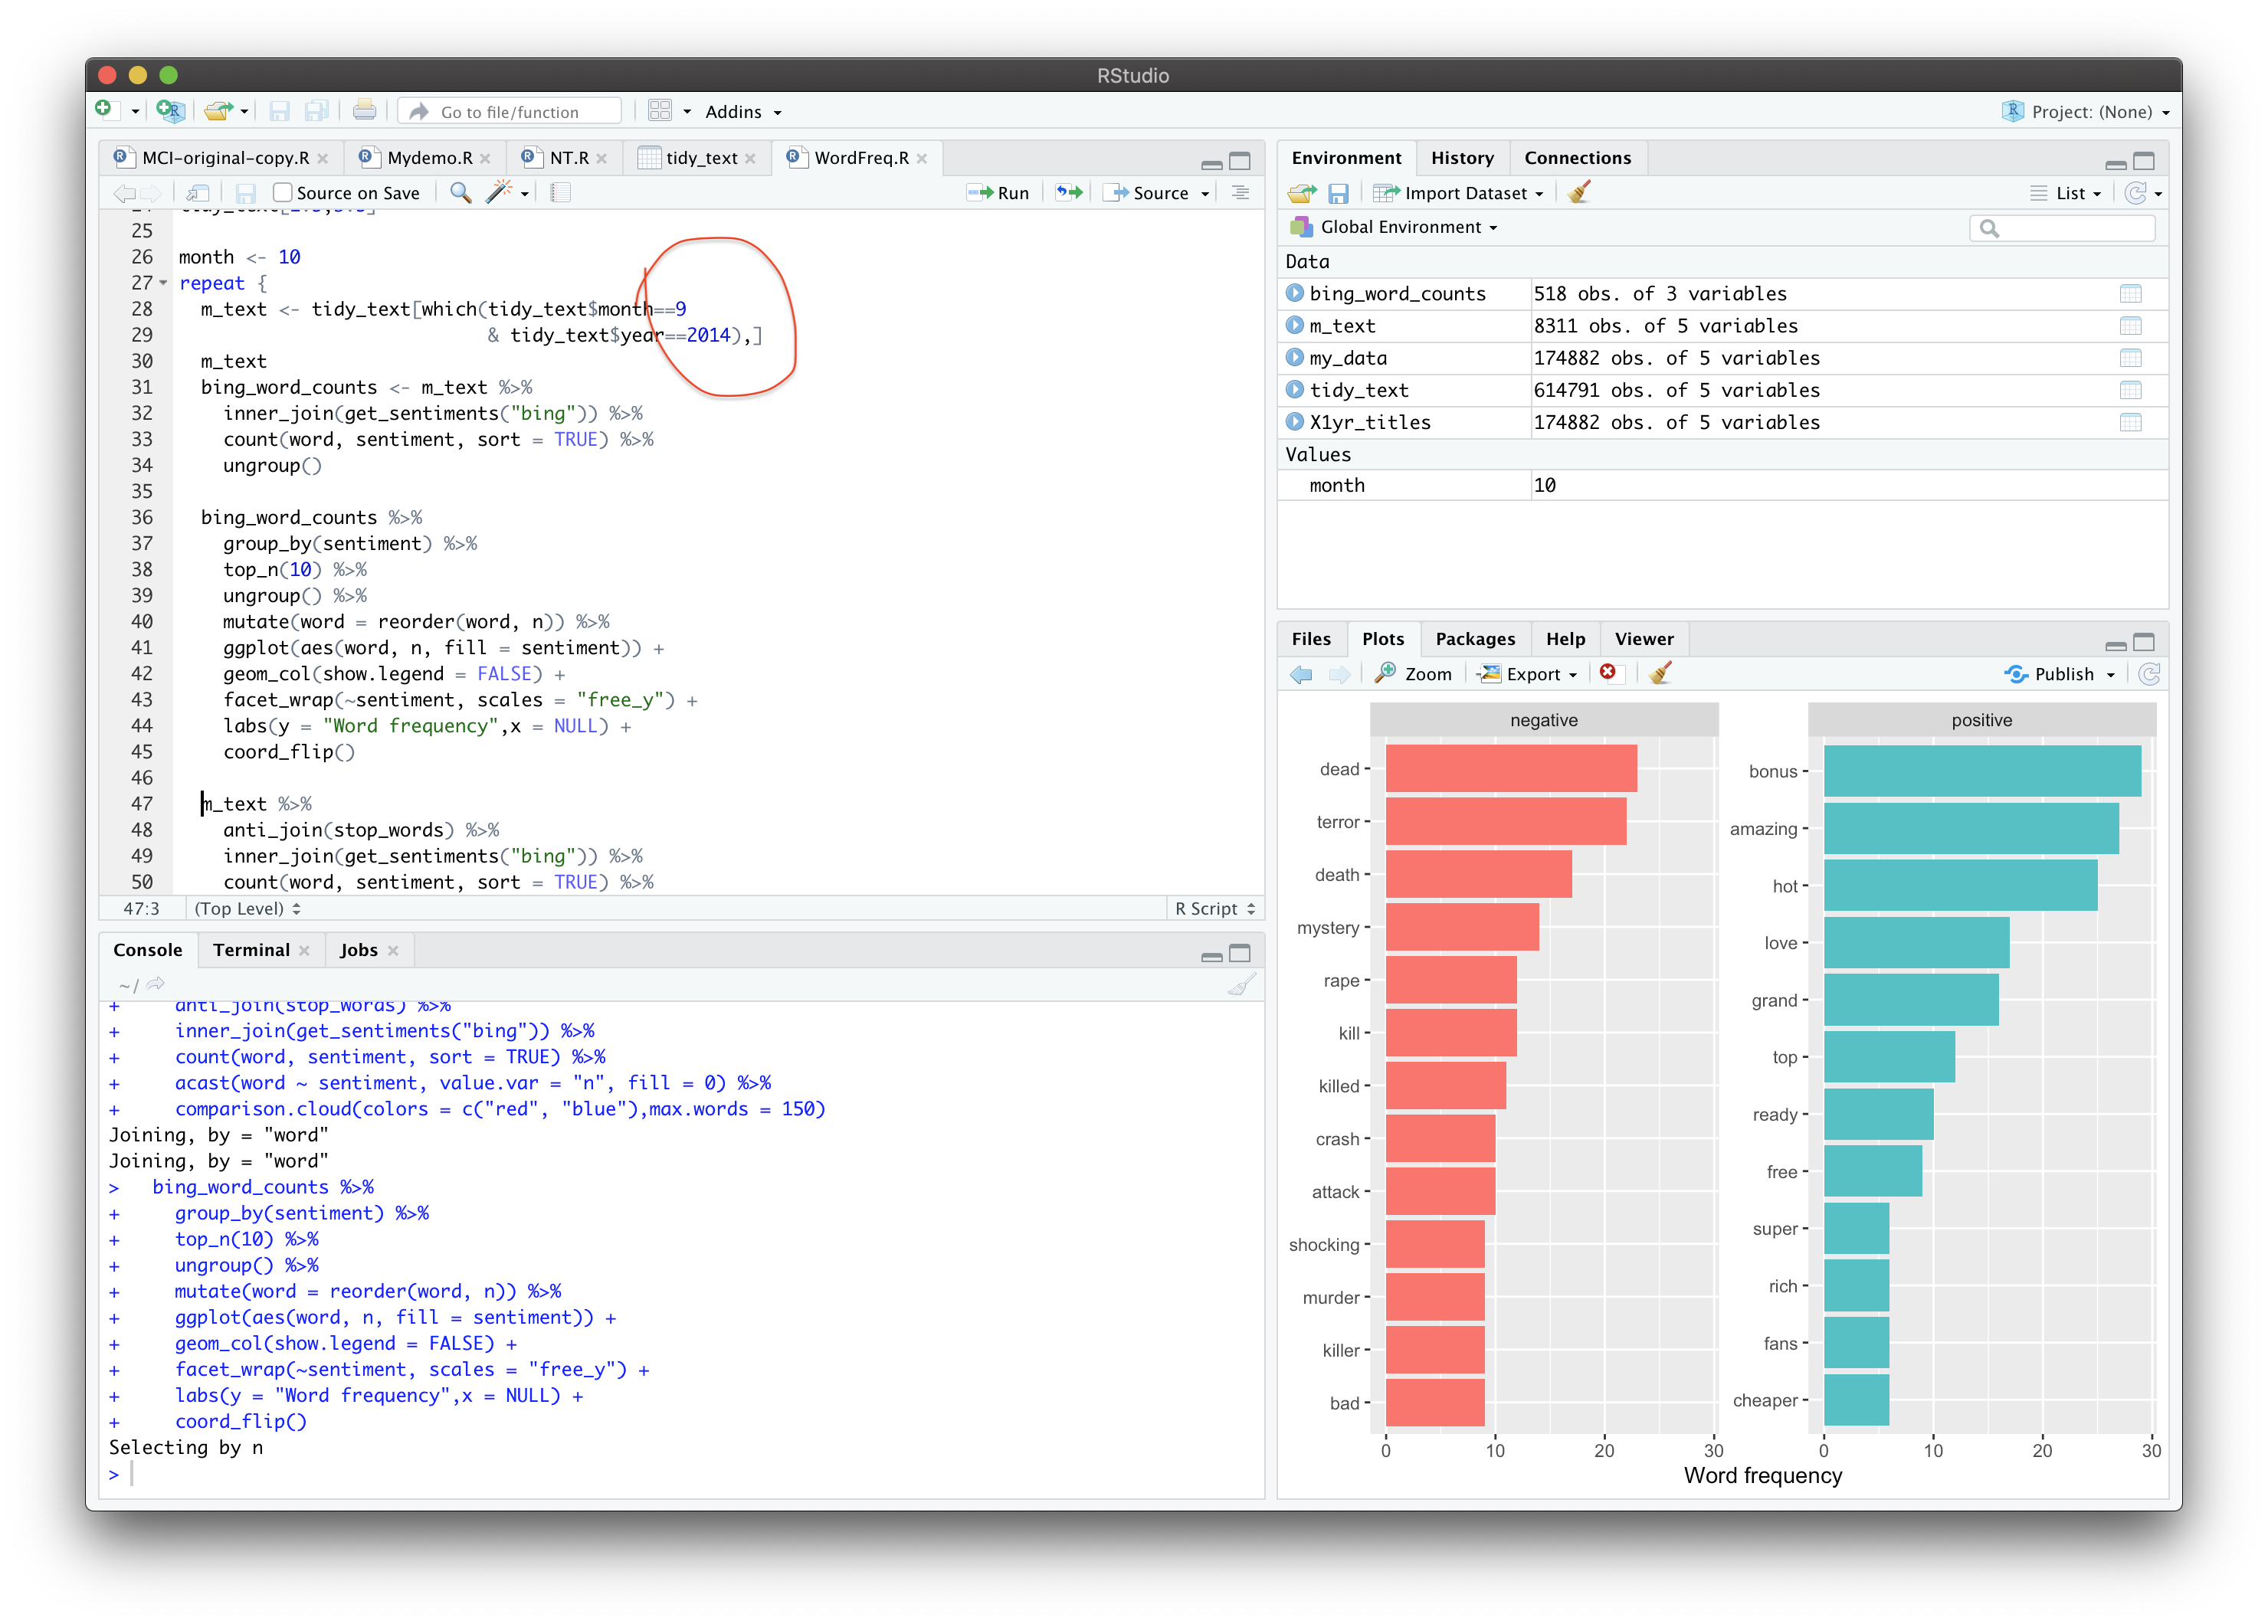 RStudio
Go to file/function
Addins
Project: (None)
MCI-original-copy.R
Mydemo.R
NT.R
tidy_text
WordFreq.R
Source on Save
Run
Source
25
26 month <- 10
27 repeat {
28 m_text <- tidy_text[which(tidy_text$month==9
29 & tidy_text$year==2014),]
30 m_text
31 bing_word_counts <- m_text %>%
32 inner_join(get_sentiments("bing")) %>%
33 count(word, sentiment, sort = TRUE) %>%
34 ungroup()
35
36 bing_word_counts %>%
37 group_by(sentiment) %>%
38 top_n(10) %>%
39 ungroup() %>%
40 mutate(word = reorder(word, n)) %>%
41 ggplot(aes(word, n, fill = sentiment)) +
42 geom_col(show.legend = FALSE) +
43 facet_wrap(~sentiment, scales = "free_y") +
44 labs(y = "Word frequency",x = NULL) +
45 coord_flip()
46
47 m_text %>%
48 anti_join(stop_words) %>%
49 inner_join(get_sentiments("bing")) %>%
50 count(word, sentiment, sort = TRUE) %>%
47:3 (Top Level) R Script
Console Terminal Jobs
~/
+ anti_join(stop_words) %>%
+ inner_join(get_sentiments("bing")) %>%
+ count(word, sentiment, sort = TRUE) %>%
+ acast(word ~ sentiment, value.var = "n", fill = 0) %>%
+ comparison.cloud(colors = c("red", "blue"),max.words = 150)
Joining, by = "word"
Joining, by = "word"
> bing_word_counts %>%
+ group_by(sentiment) %>%
+ top_n(10) %>%
+ ungroup() %>%
+ mutate(word = reorder(word, n)) %>%
+ ggplot(aes(word, n, fill = sentiment)) +
+ geom_col(show.legend = FALSE) +
+ facet_wrap(~sentiment, scales = "free_y") +
+ labs(y = "Word frequency",x = NULL) +
+ coord_flip()
Selecting by n
>
Environment History Connections
Import Dataset
List
Global Environment
Data
bing_word_counts 518 obs. of 3 variables
m_text 8311 obs. of 5 variables
my_data 174882 obs. of 5 variables
tidy_text 614791 obs. of 5 variables
X1yr_titles 174882 obs. of 5 variables
Values
month 10
Files Plots Packages Help Viewer
Zoom Export Publish
negative
dead
terror
death
mystery
rape
kill
killed
crash
attack
shocking
murder
killer
bad
0 10 20 30
positive
bonus
amazing
hot
love
grand
top
ready
free
super
rich
fans
cheaper
0 10 20 30
Word frequency